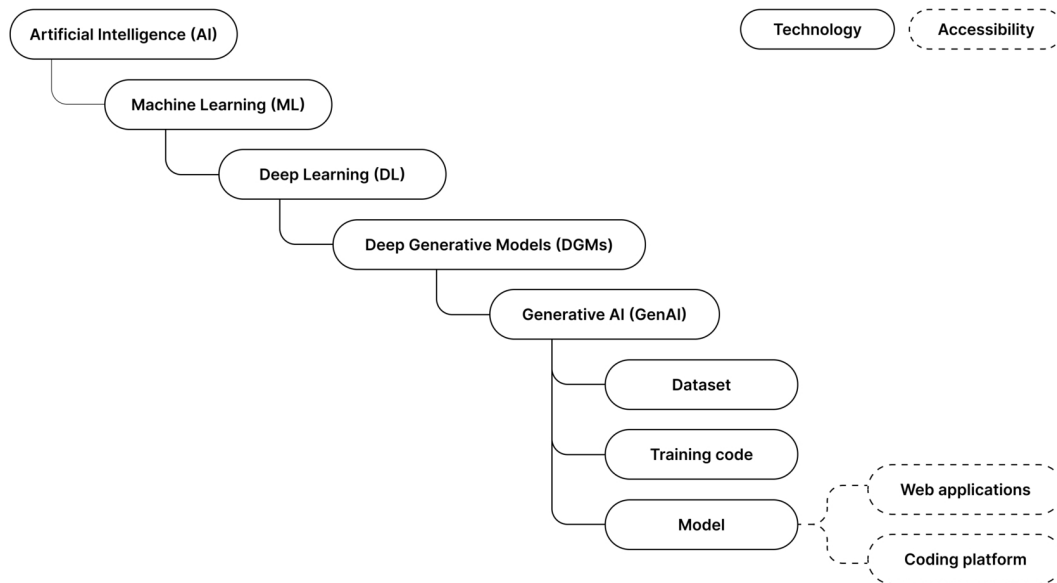 Artificial Intelligence (AI)
Technology
Accessibility
Machine Learning (ML)
Deep Learning (DL)
Deep Generative Models (DGMs)
Generative AI (GenAI)
Dataset
Training code
Model
Web applications
Coding platform